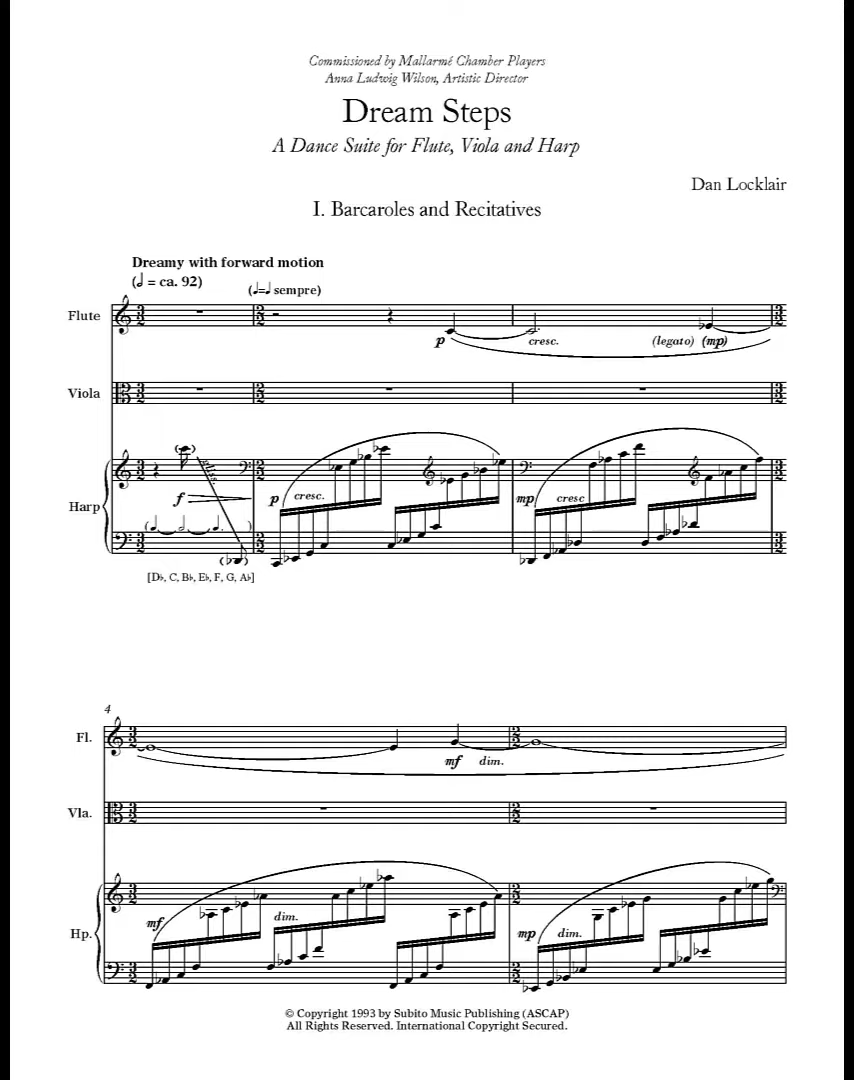 Commissioned by Mallarmé Chamber Players
Anna Ludwig Wilson, Artistic Director
Dream Steps
A Dance Suite for Flute, Viola and Harp
Dan Locklair
I. Barcaroles and Recitatives
Dreamy with forward motion
(𝅗𝅥 = ca. 92)
(♩=♩ sempre)
Flute
p
cresc.
(legato) (mp)
Viola
Harp
gliss.
f
p
cresc.
mp
cresc
[D♭, C, B♭, E♭, F, G, A♭]
4
Fl.
mf dim.
Vla.
Hp.
mf
dim.
mp
dim.
© Copyright 1993 by Subito Music Publishing (ASCAP)
All Rights Reserved. International Copyright Secured.